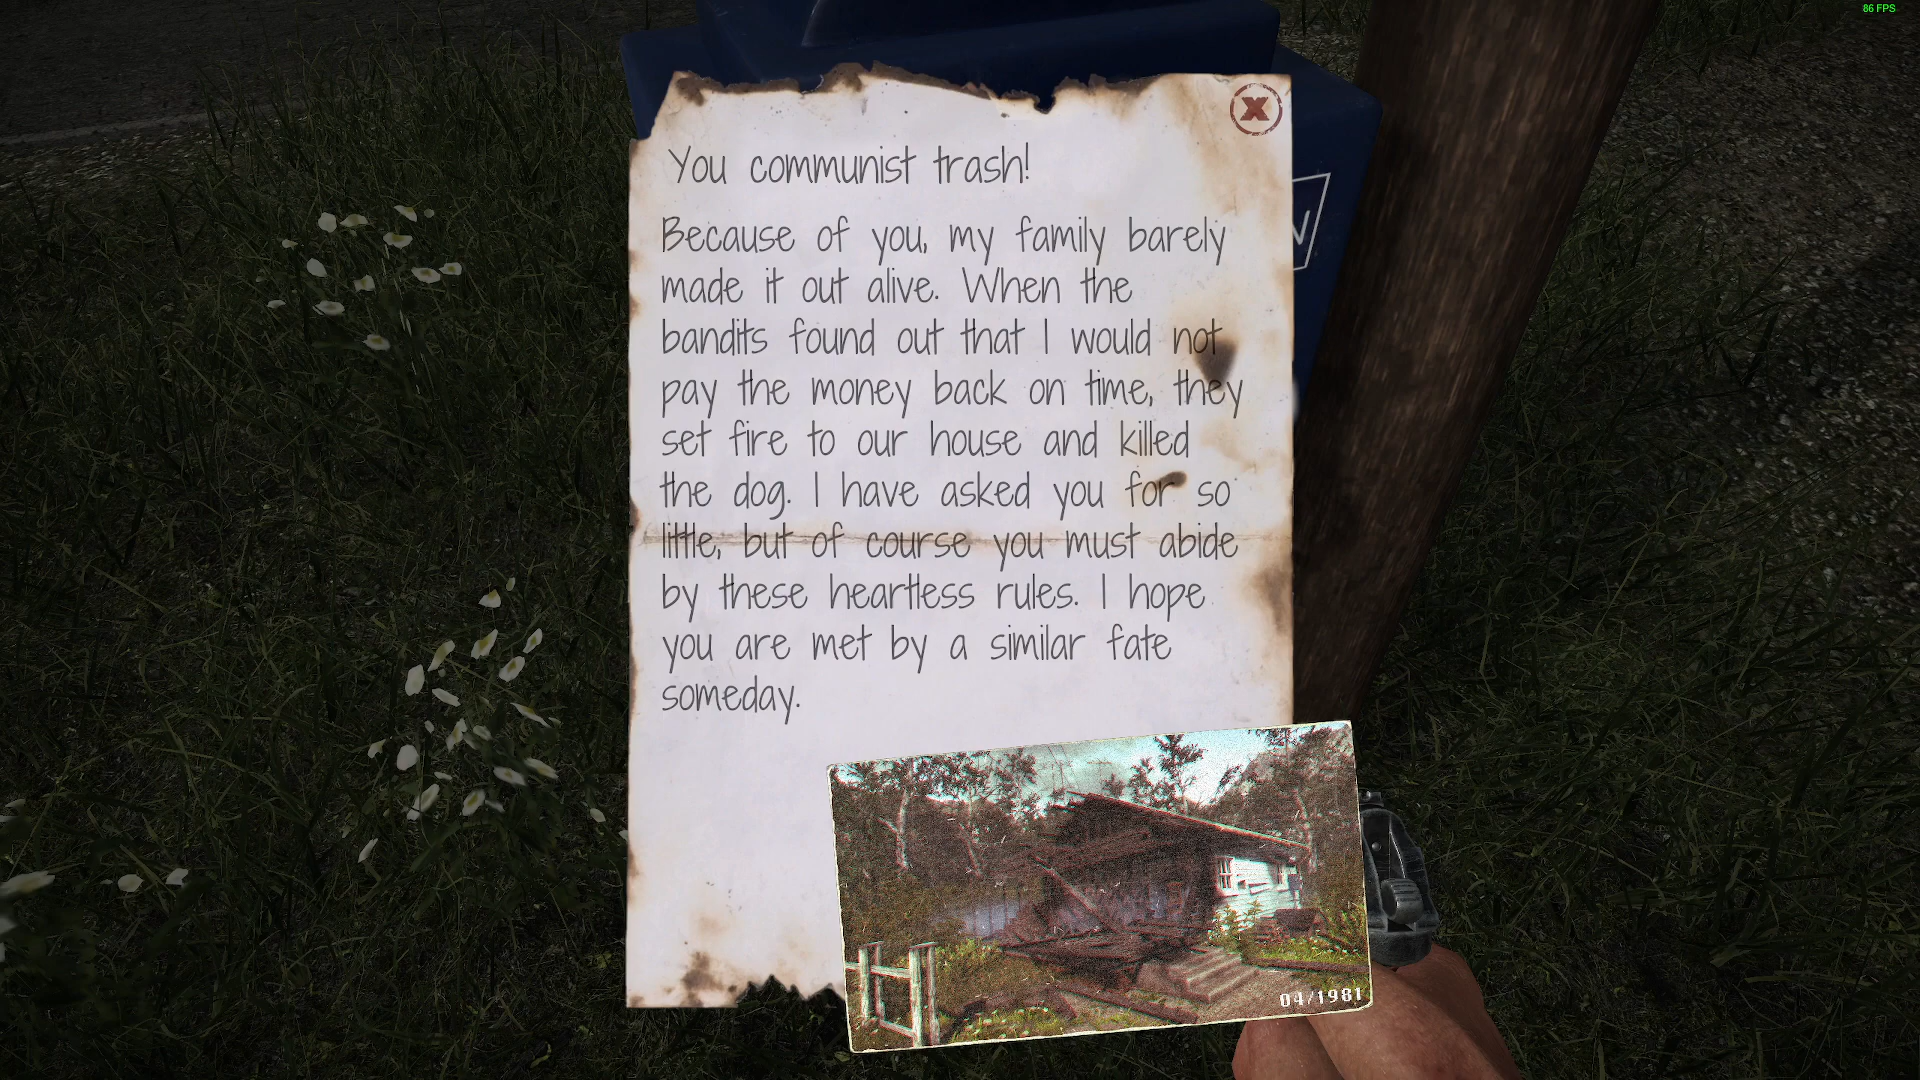 86 FPS
X
You communist trash!
Because of you, my family barely
made it out alive. When the
bandits found out that I would not
pay the money back on time, they
set fire to our house and killed
the dog. I have asked you for so
little, but of course you must abide
by these heartless rules. I hope
you are met by a similar fate
someday.
04/1981